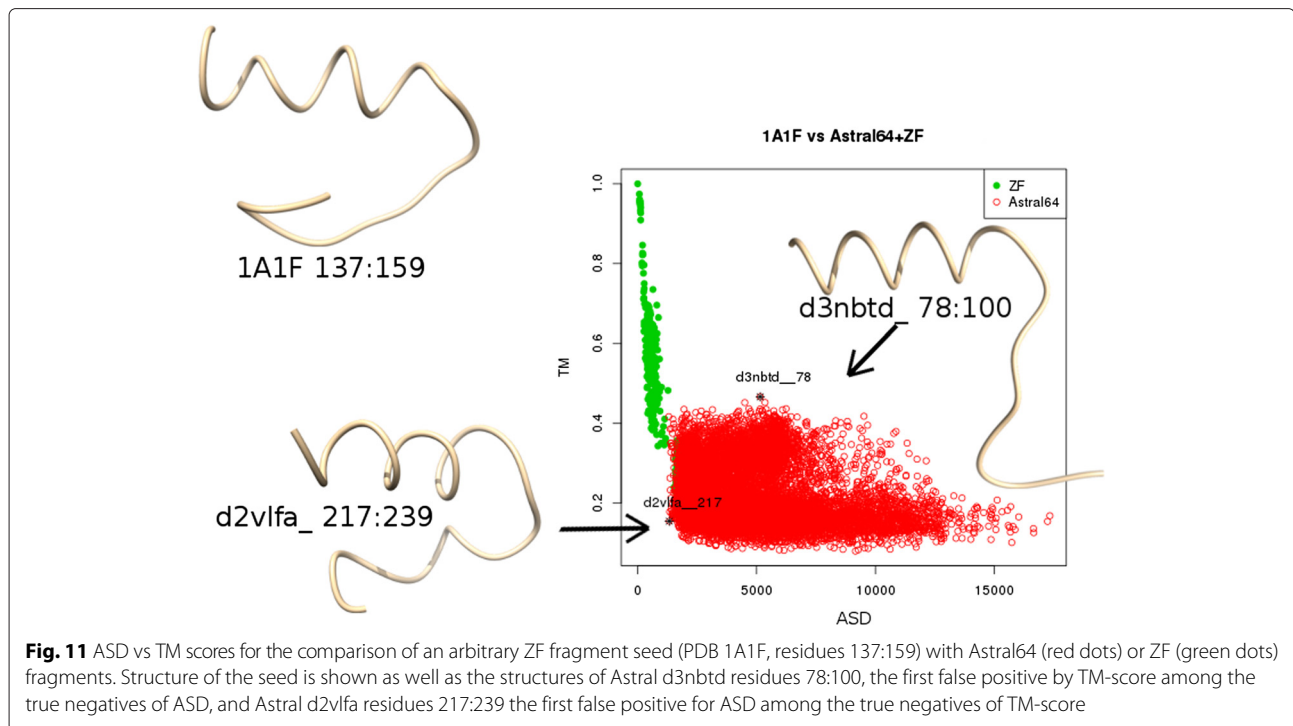 1A1F 137:159
1A1F vs Astral64+ZF
ZF
Astral64
TM
1.0
0.8
0.6
0.4
0.2
d3nbtd_ 78:100
d3nbtd__78
d2vlfa__217
d2vlfa_ 217:239
0 5000 10000 15000
ASD
Fig. 11 ASD vs TM scores for the comparison of an arbitrary ZF fragment seed (PDB 1A1F, residues 137:159) with Astral64 (red dots) or ZF (green dots)
fragments. Structure of the seed is shown as well as the structures of Astral d3nbtd residues 78:100, the first false positive by TM-score among the
true negatives of ASD, and Astral d2vlfa residues 217:239 the first false positive for ASD among the true negatives of TM-score